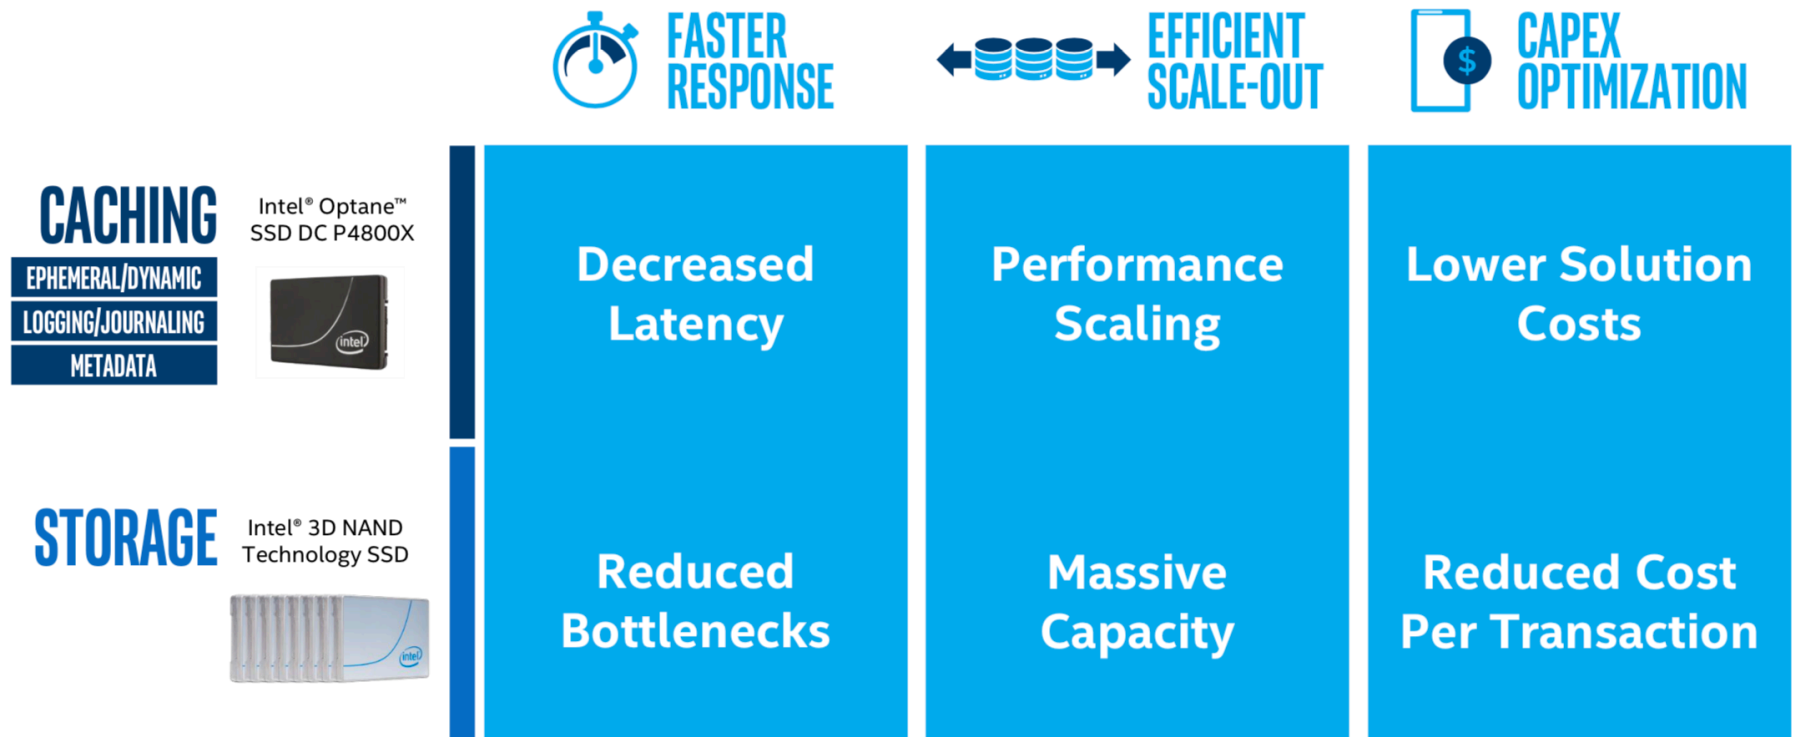 FASTER
RESPONSE
EFFICIENT
SCALE-OUT
$
CAPEX
OPTIMIZATION
CACHING
EPHEMERAL/DYNAMIC
LOGGING/JOURNALING
METADATA
Intel® Optane™
SSD DC P4800X
intel
Decreased
Latency
Performance
Scaling
Lower Solution
Costs
STORAGE
Intel® 3D NAND
Technology SSD
intel
Reduced
Bottlenecks
Massive
Capacity
Reduced Cost
Per Transaction